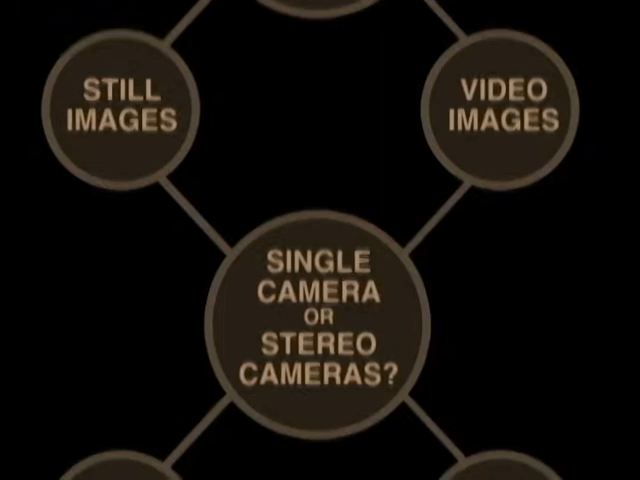 STILL
IMAGES
VIDEO
IMAGES
SINGLE
CAMERA
OR
STEREO
CAMERAS?